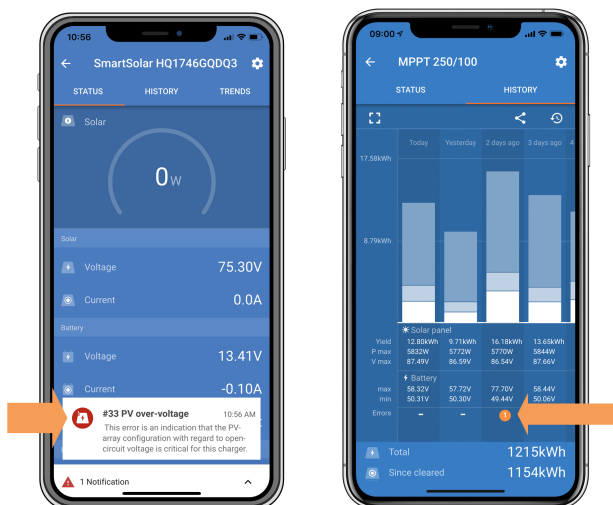 10:56
SmartSolar HQ1746GQDQ3
STATUS HISTORY TRENDS
Solar
0W
Solar
Voltage 75.30V
Current 0.0A
Battery
Voltage 13.41V
Current -0.10A
#33 PV over-voltage 10:56 AM
This error is an indication that the PV-
array configuration with regard to open-
circuit voltage is critical for this charger.
1 Notification
09:00
MPPT 250/100
STATUS HISTORY
Today Yesterday 2 days ago 3 days ago 4
17.58kWh
8.79kWh
Solar panel
Yield 12.80kWh 9.71kWh 16.18kWh 13.65kWh
P max 5832W 5772W 5770W 5844W
V max 87.49V 86.59V 86.54V 87.66V
Battery
max 58.32V 57.72V 77.70V 58.44V
min 50.31V 50.30V 49.44V 50.06V
Errors – – 1
Total 1215kWh
Since cleared 1154kWh